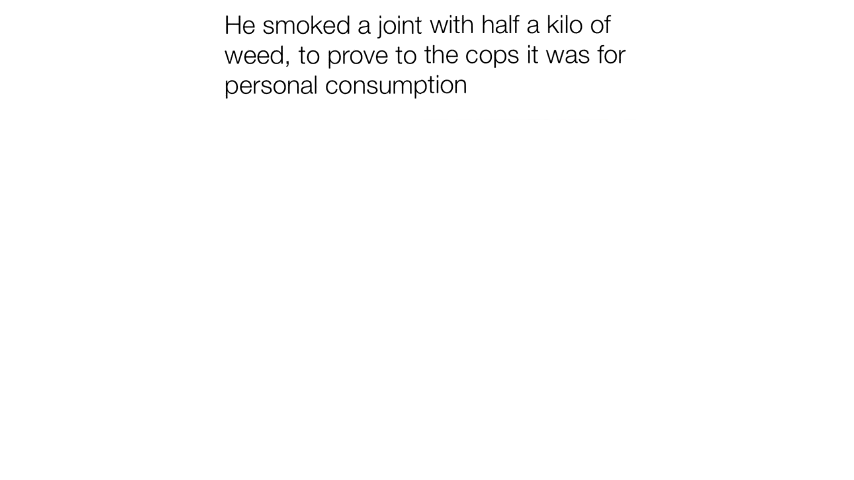 He smoked a joint with half a kilo of
weed, to prove to the cops it was for
personal consumption